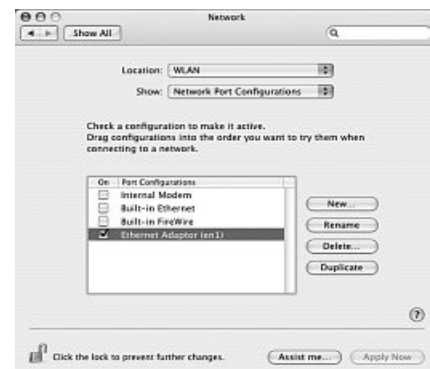 Network
Show All
Location: WLAN
Show: Network Port Configurations
Check a configuration to make it active.
Drag configurations into the order you want to try them when
connecting to a network.
On Port Configurations
Internal Modem
Built-in Ethernet
Built-in FireWire
Ethernet Adaptor (en1)
New...
Rename
Delete...
Duplicate
?
Click the lock to prevent further changes.
Assist me...
Apply Now